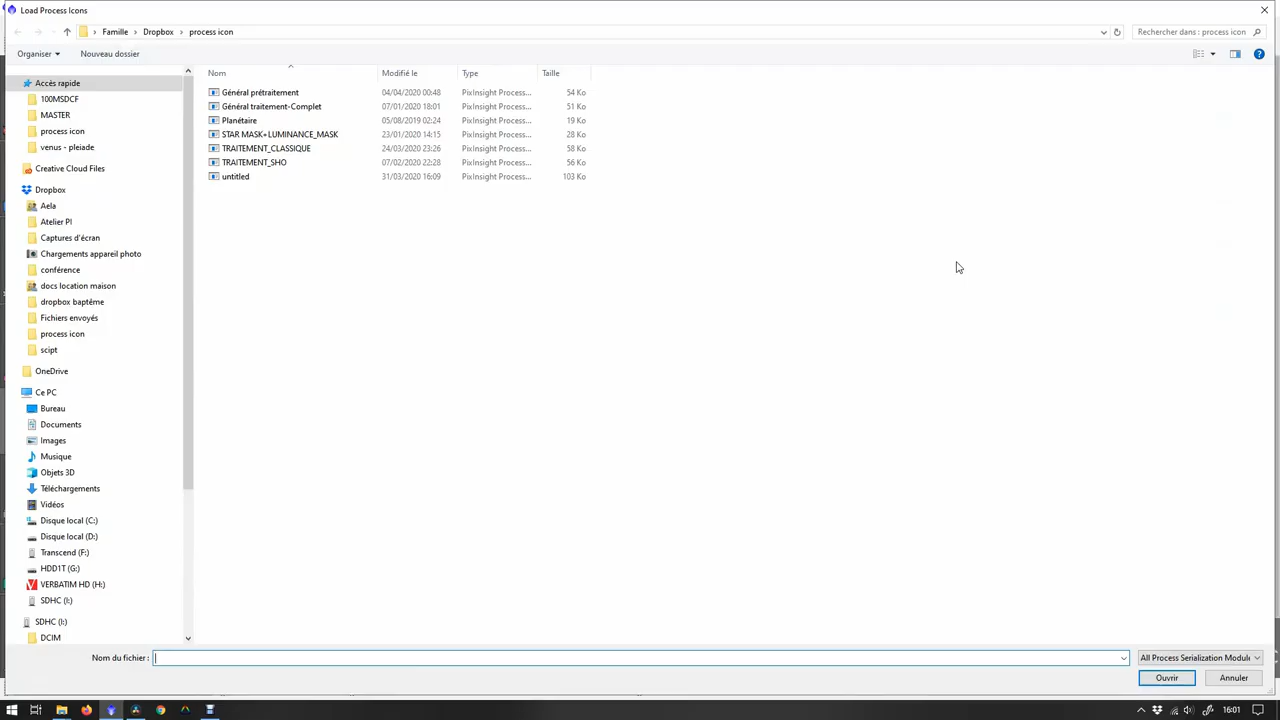 Load Process Icons
Famille > Dropbox > process icon
Rechercher dans : process icon
Organiser
Nouveau dossier
Nom Modifié le Type Taille
Général prétraitement 04/04/2020 00:48 PixInsight Process... 54 Ko
Général traitement-Complet 07/01/2020 18:01 PixInsight Process... 51 Ko
Planétaire 05/08/2019 02:24 PixInsight Process... 19 Ko
STAR MASK+LUMINANCE_MASK 23/01/2020 14:15 PixInsight Process... 28 Ko
TRAITEMENT_CLASSIQUE 24/03/2020 23:26 PixInsight Process... 58 Ko
TRAITEMENT_SHO 07/02/2020 22:28 PixInsight Process... 56 Ko
untitled 31/03/2020 16:09 PixInsight Process... 103 Ko
Accès rapide
100MSDCF
MASTER
process icon
venus - pleiade
Creative Cloud Files
Dropbox
Aela
Atelier PI
Captures d'écran
Chargements appareil photo
conférence
docs location maison
dropbox baptême
Fichiers envoyés
process icon
scipt
OneDrive
Ce PC
Bureau
Documents
Images
Musique
Objets 3D
Téléchargements
Vidéos
Disque local (C:)
Disque local (D:)
Transcend (F:)
HDD1T (G:)
VERBATIM HD (H:)
SDHC (I:)
SDHC (I:)
DCIM
Nom du fichier :
All Process Serialization Module
Ouvrir
Annuler
16:01